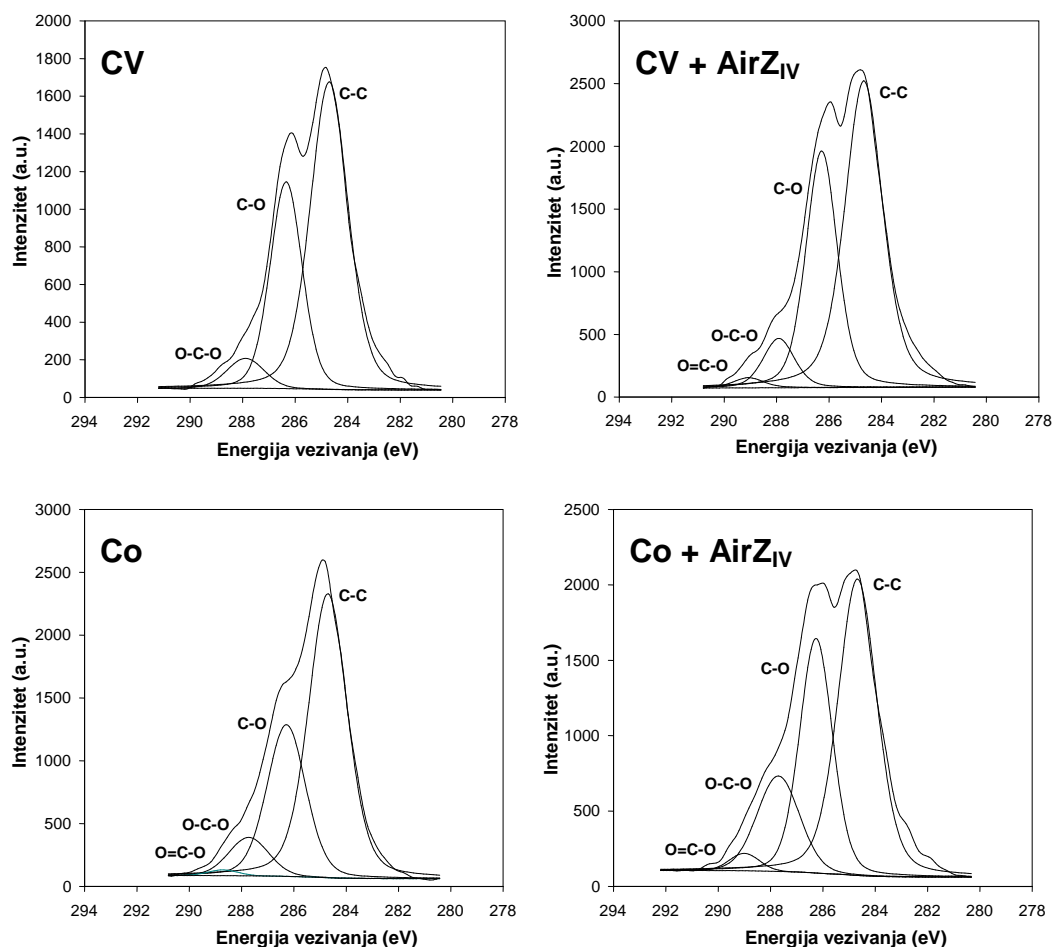 CV
2000
1800
1600
1400
1200
1000
800
600
400
200
0
Intenzitet (a.u.)
C-C
C-O
O-C-O
294 292 290 288 286 284 282 280 278
Energija vezivanja (eV)
CV + AirZIV
3000
2500
2000
1500
1000
500
0
Intenzitet (a.u.)
C-C
C-O
O-C-O
O=C-O
294 292 290 288 286 284 282 280 278
Energija vezivanja (eV)
Co
3000
2500
2000
1500
1000
500
0
Intenzitet (a.u.)
C-C
C-O
O-C-O
O=C-O
294 292 290 288 286 284 282 280 278
Energija vezivanja (eV)
Co + AirZIV
2500
2000
1500
1000
500
0
Intenzitet (a.u.)
C-C
C-O
O-C-O
O=C-O
294 292 290 288 286 284 282 280 278
Energija vezivanja (eV)